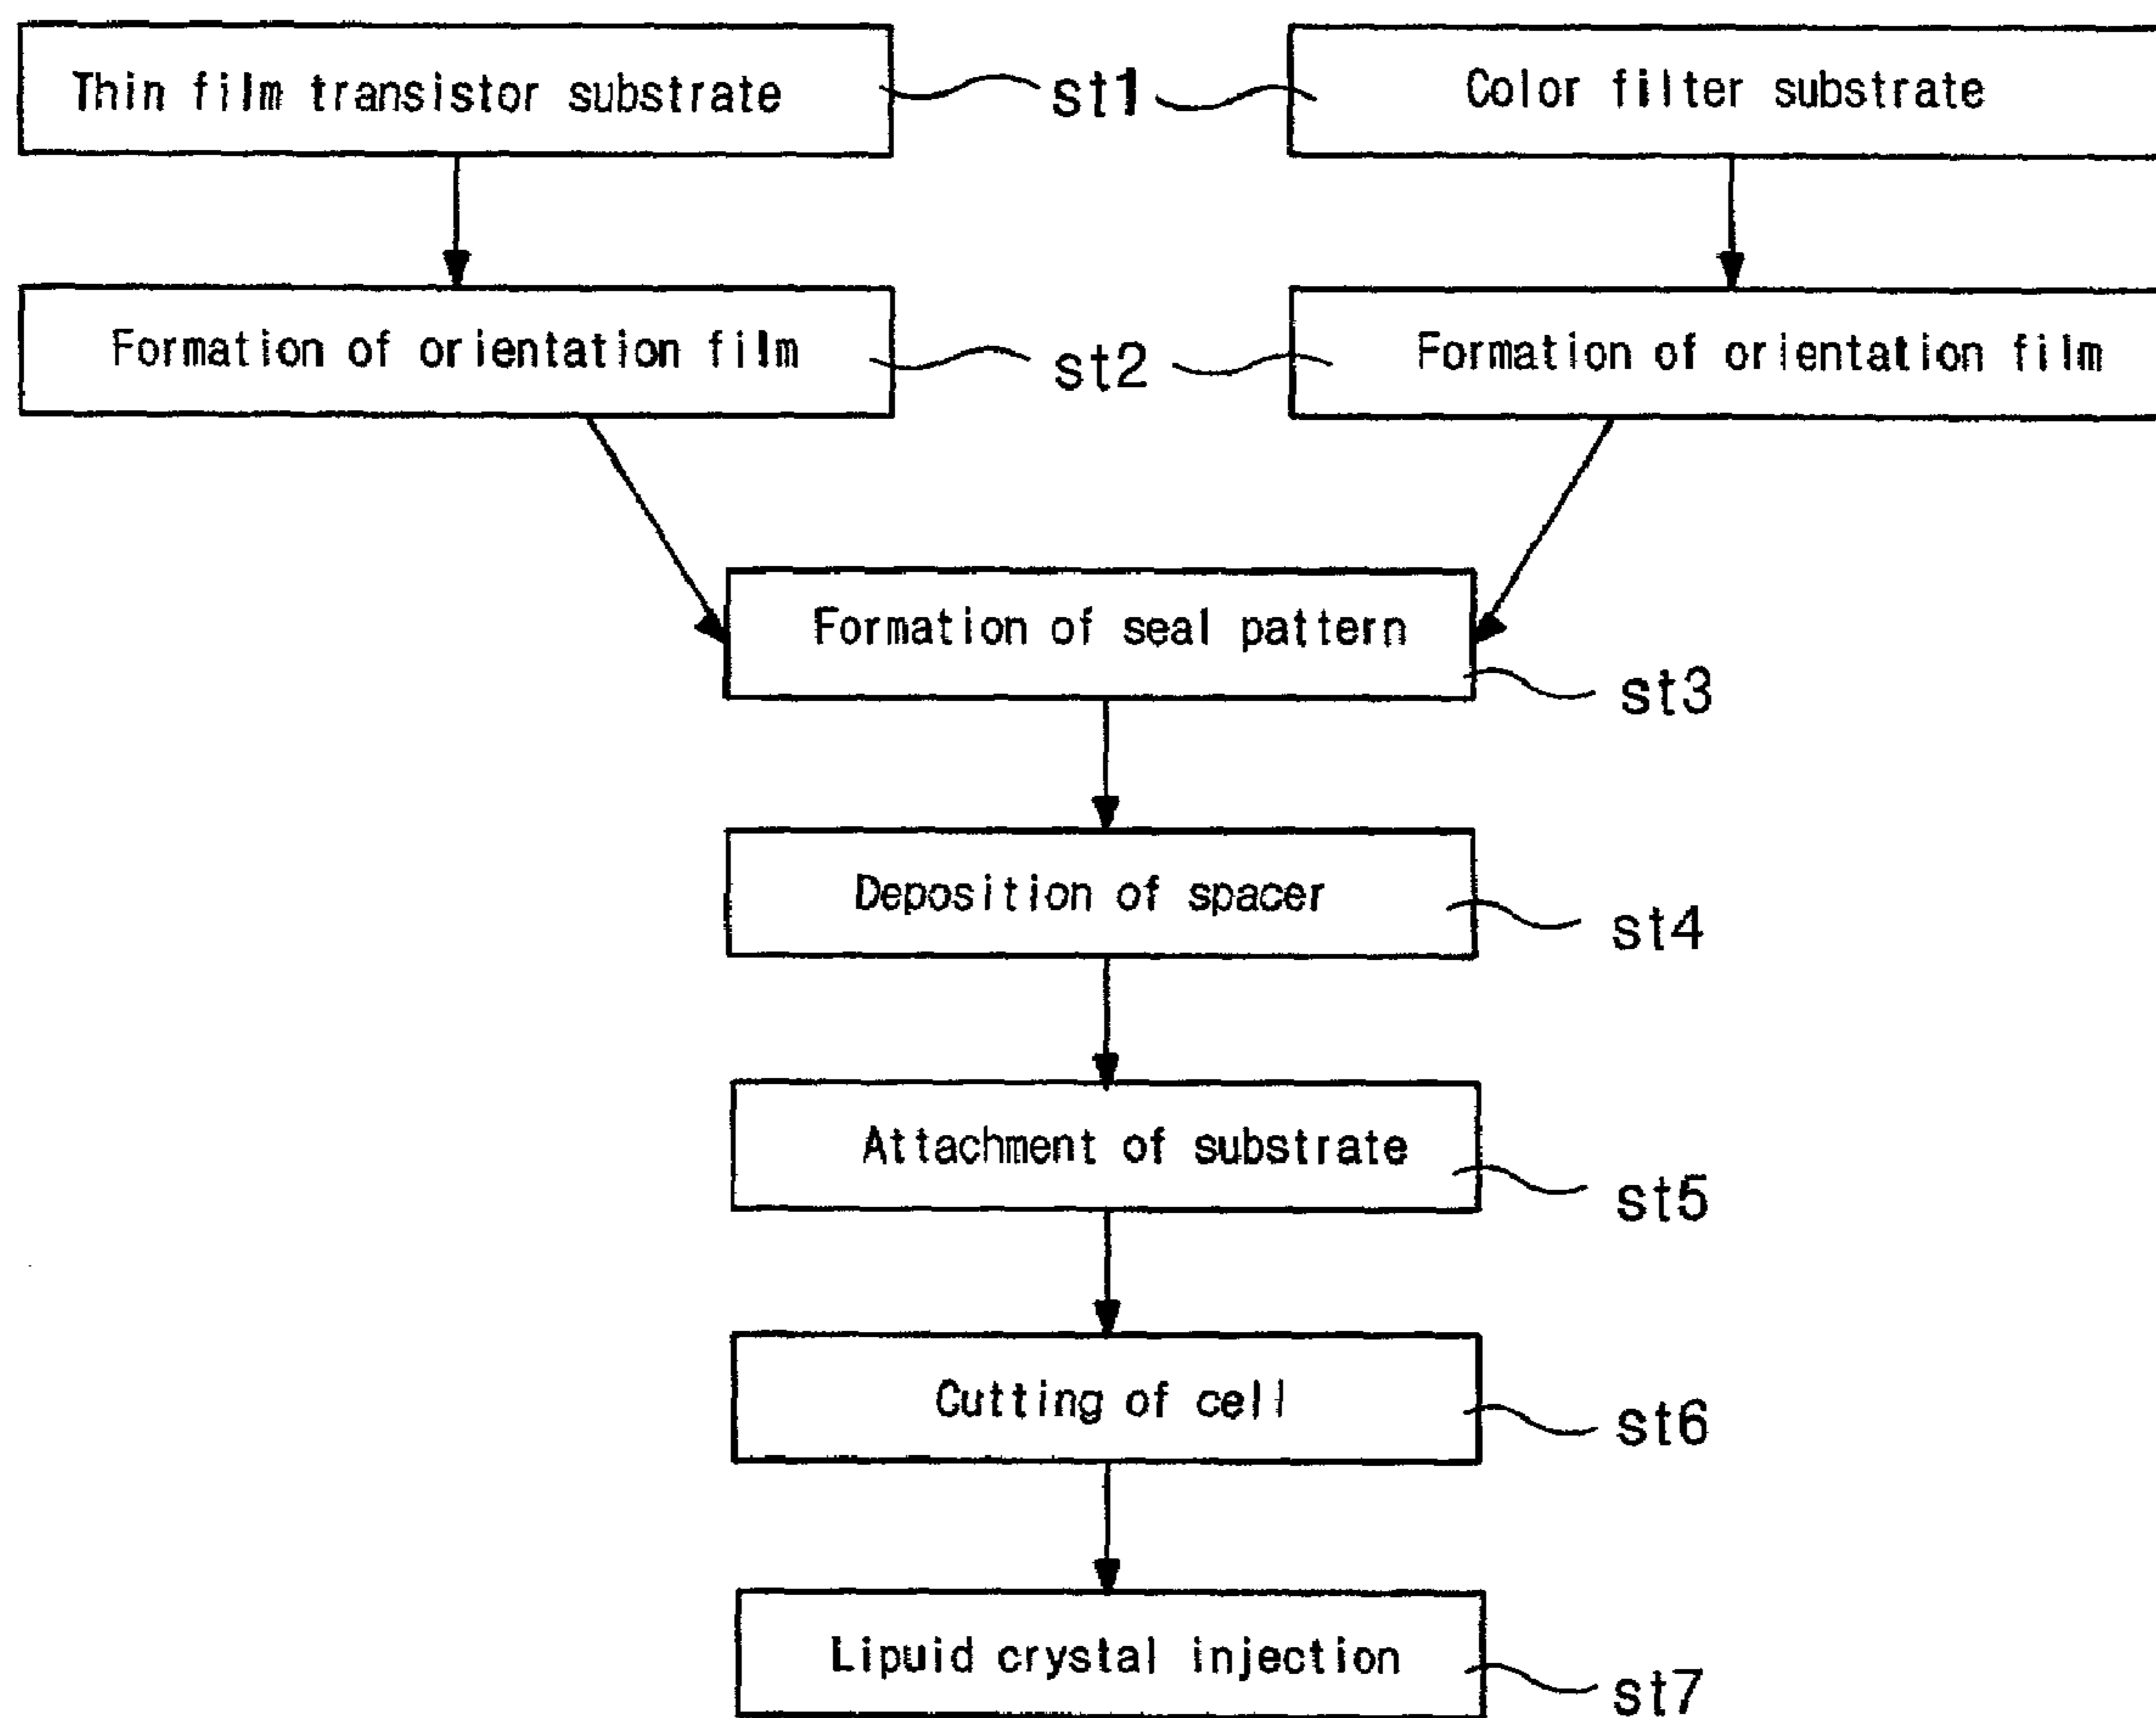 Thin film transistor substrate
st1
Color filter substrate
Formation of orientation film
st2
Formation of orientation film
Formation of seal pattern
st3
Deposition of spacer
st4
Attachment of substrate
st5
Cutting of cell
st6
Lipuid crystal injection
st7